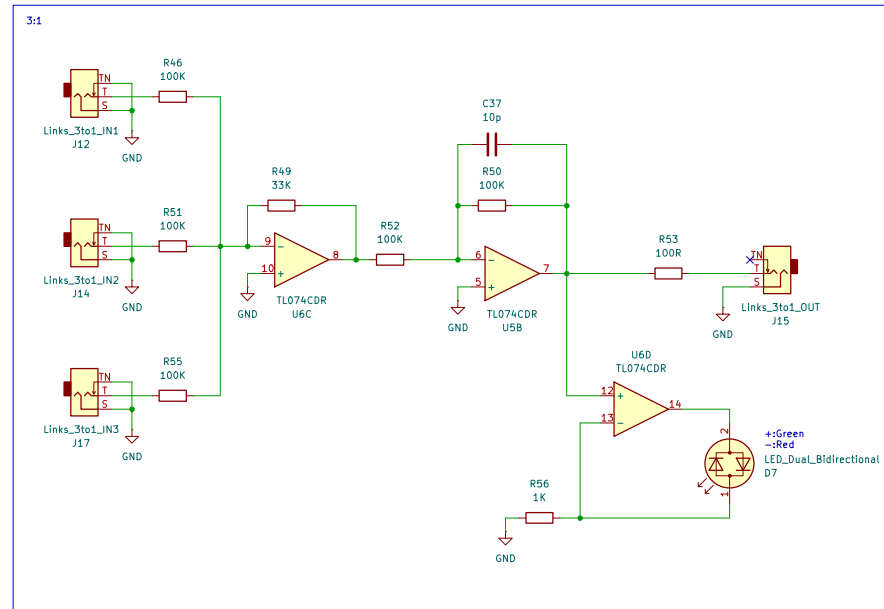 3:1
R46
100K
TN
T
S
Links_3to1_IN1
J12
GND
C37
10p
R49
33K
R50
100K
R51
100K
TN
T
S
Links_3to1_IN2
J14
GND
9
10
8
GND
TL074CDR
U6C
R52
100K
6
5
7
GND
TL074CDR
U5B
R53
100R
TN
T
S
Links_3to1_OUT
J15
GND
R55
100K
TN
T
S
Links_3to1_IN3
J17
GND
U6D
TL074CDR
12
13
14
+:Green
-:Red
LED_Dual_Bidirectional
D7
2
1
R56
1K
GND